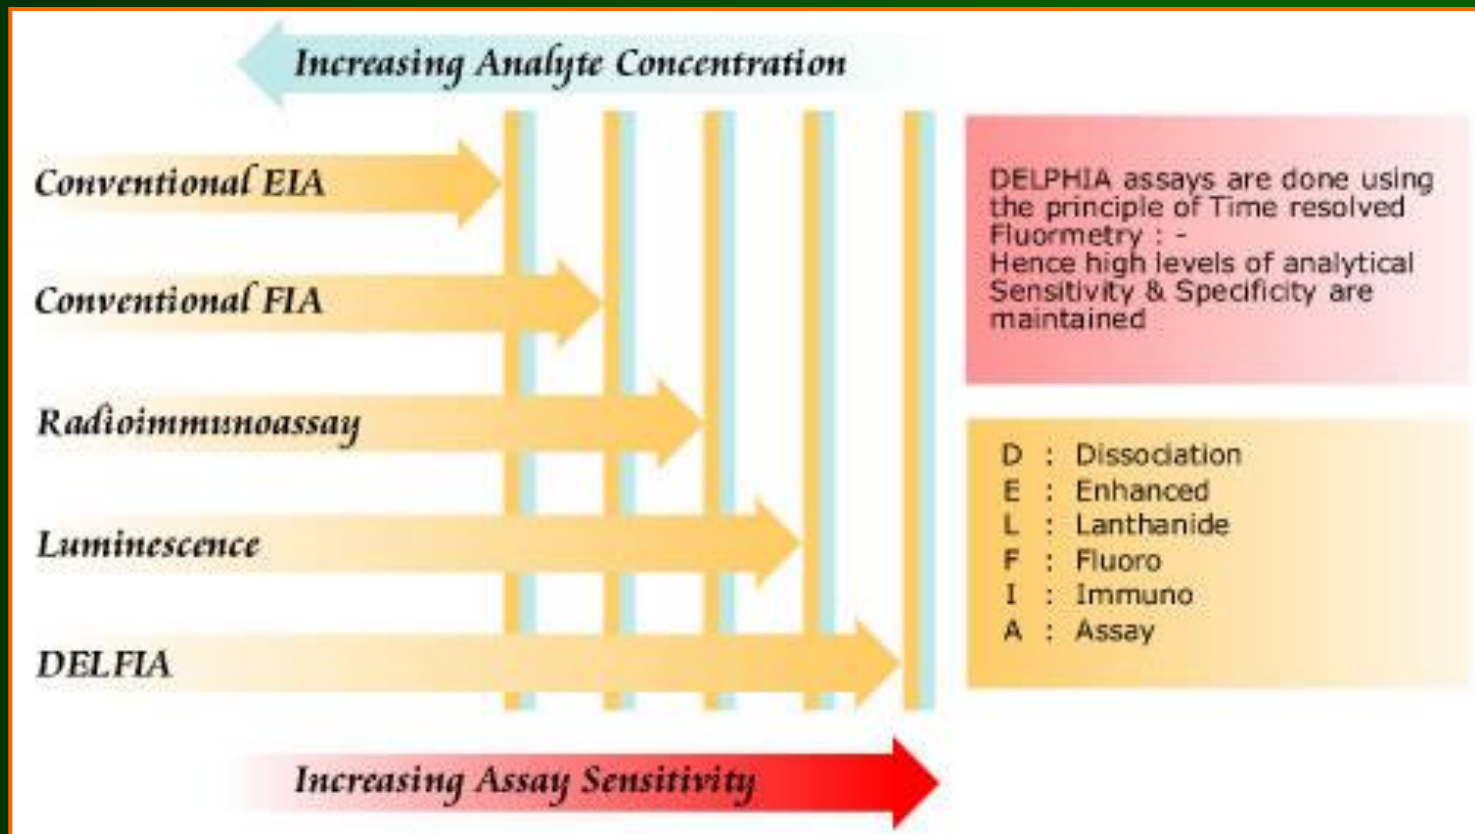 Increasing Analyte Concentration
Conventional EIA
Conventional FIA
Radioimmunoassay
Luminescence
DELFIA
Increasing Assay Sensitivity
DELPHIA assays are done using
the principle of Time resolved
Fluormetry : -
Hence high levels of analytical
Sensitivity & Specificity are
maintained
D : Dissociation
E : Enhanced
L : Lanthanide
F : Fluoro
I : Immuno
A : Assay